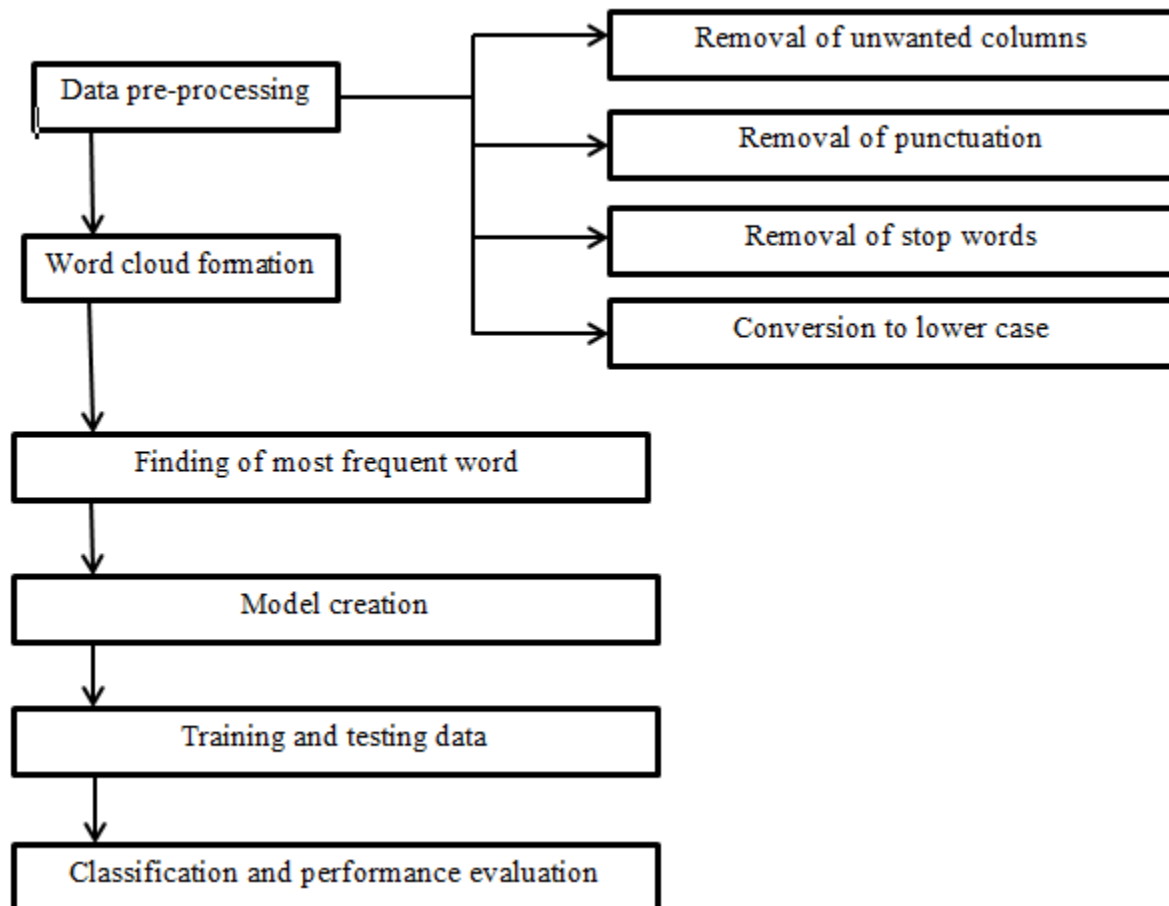 Data pre-processing
Removal of unwanted columns
Removal of punctuation
Removal of stop words
Conversion to lower case
Word cloud formation
Finding of most frequent word
Model creation
Training and testing data
Classification and performance evaluation